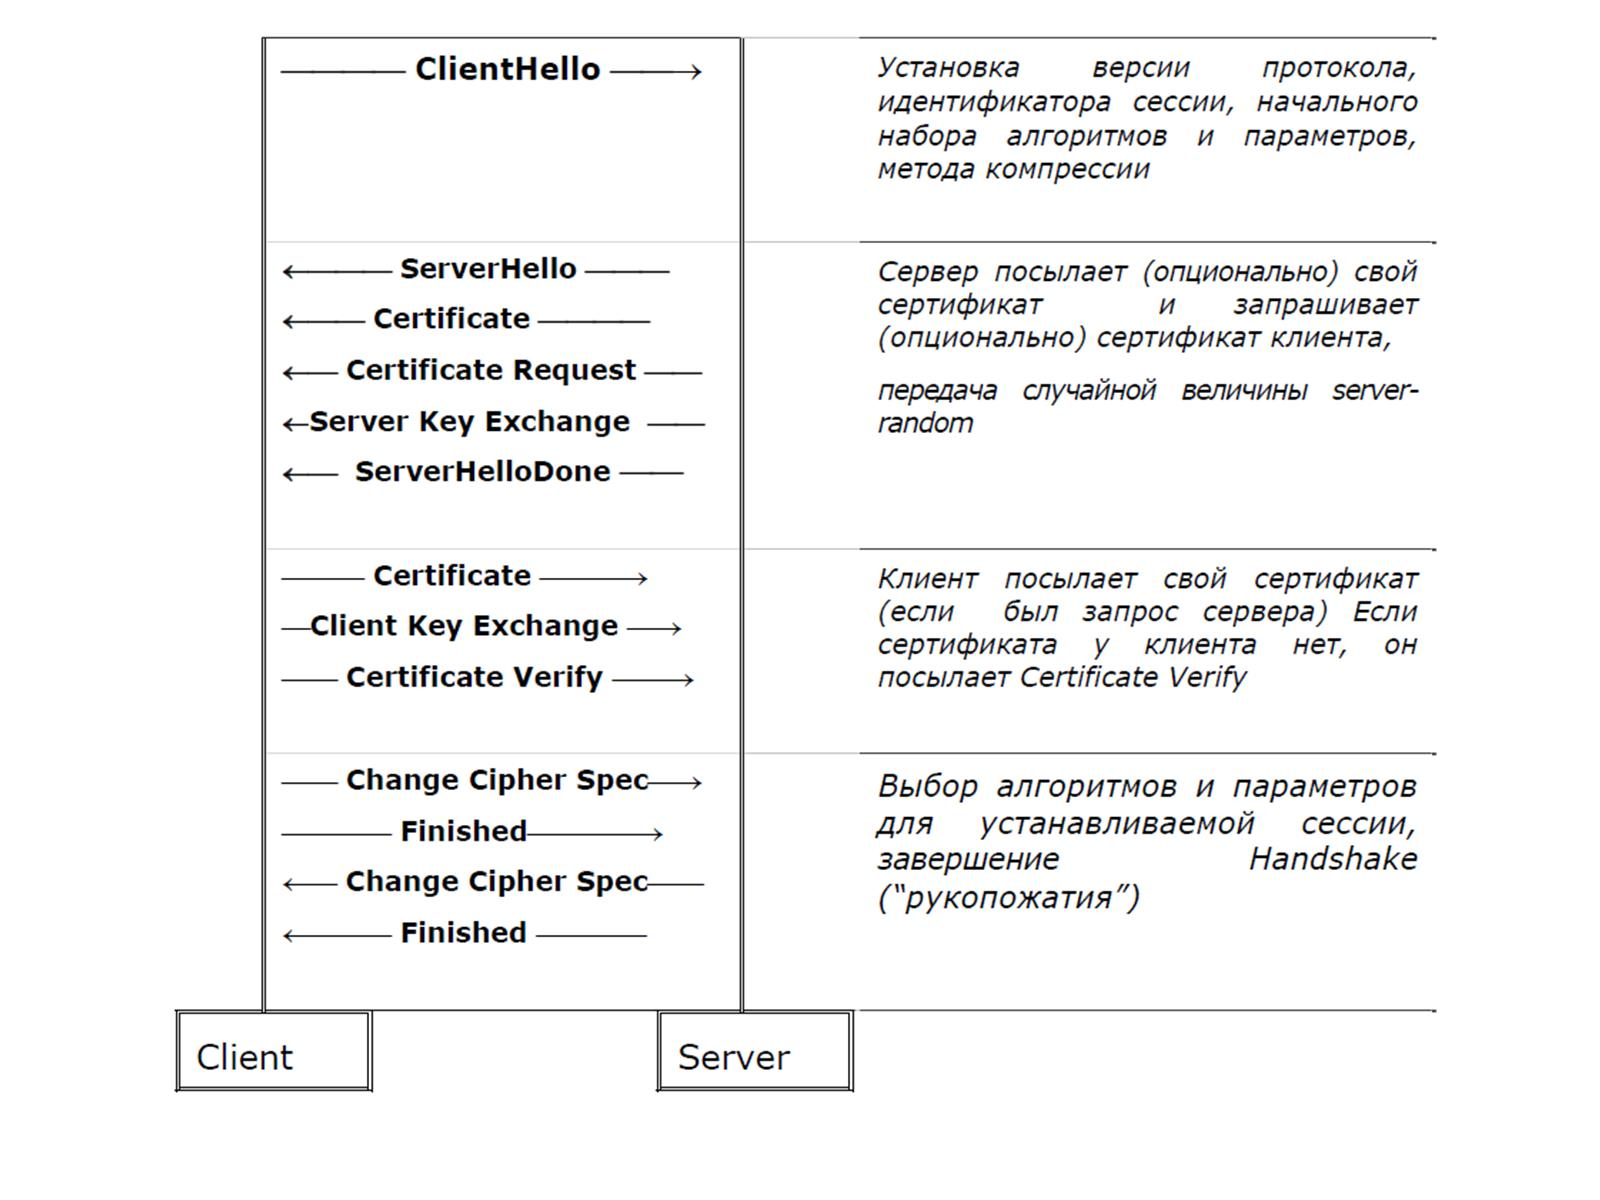 ClientHello
Установка версии протокола,
идентификатора сессии, начального
набора алгоритмов и параметров,
метода компрессии
ServerHello
Certificate
Certificate Request
Server Key Exchange
ServerHelloDone
Сервер посылает (опционально) свой
сертификат и запрашивает
(опционально) сертификат клиента,
передача случайной величины server-
random
Certificate
Client Key Exchange
Certificate Verify
Клиент посылает свой сертификат
(если был запрос сервера) Если
сертификата у клиента нет, он
посылает Certificate Verify
Change Cipher Spec
Finished
Change Cipher Spec
Finished
Выбор алгоритмов и параметров
для устанавливаемой сессии,
завершение Handshake
(“рукопожатия”)
Client
Server